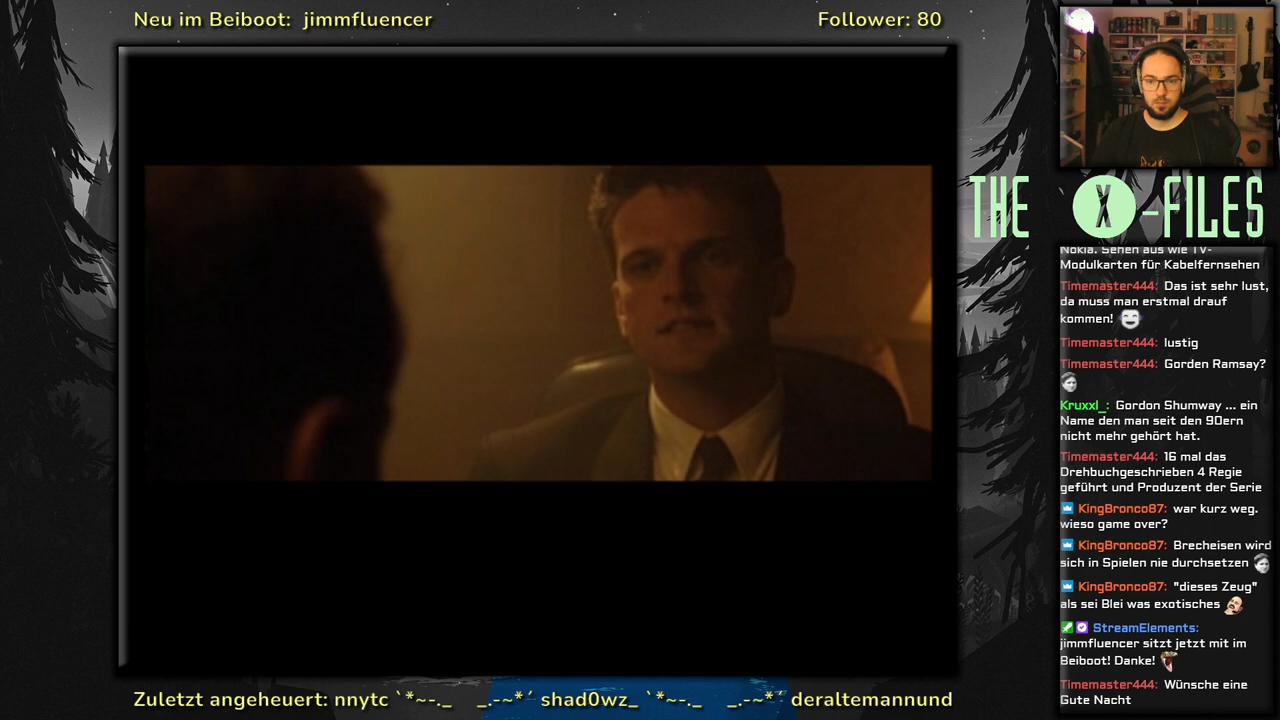 Neu im Beiboot: jimmfluencer
Follower: 80
THE X-FILES
Nokia. Sehen aus wie TV-
Modulkarten für Kabelfernsehen
Timemaster444: Das ist sehr lust,
da muss man erstmal drauf
kommen!
Timemaster444: lustig
Timemaster444: Gorden Ramsay?
Kruxxl_: Gordon Shumway ... ein
Name den man seit den 90ern
nicht mehr gehört hat.
Timemaster444: 16 mal das
Drehbuchgeschrieben 4 Regie
geführt und Produzent der Serie
KingBronco87: war kurz weg.
wieso game over?
KingBronco87: Brecheisen wird
sich in Spielen nie durchsetzen
KingBronco87: "dieses Zeug"
als sei Blei was exotisches
StreamElements:
jimmfluencer sitzt jetzt mit im
Beiboot! Danke!
Timemaster444: Wünsche eine
Gute Nacht
Zuletzt angeheuert: nnytc `*~-._ _.-~*´ shad0wz_ `*~-._ _.-~*´ deraltemannund